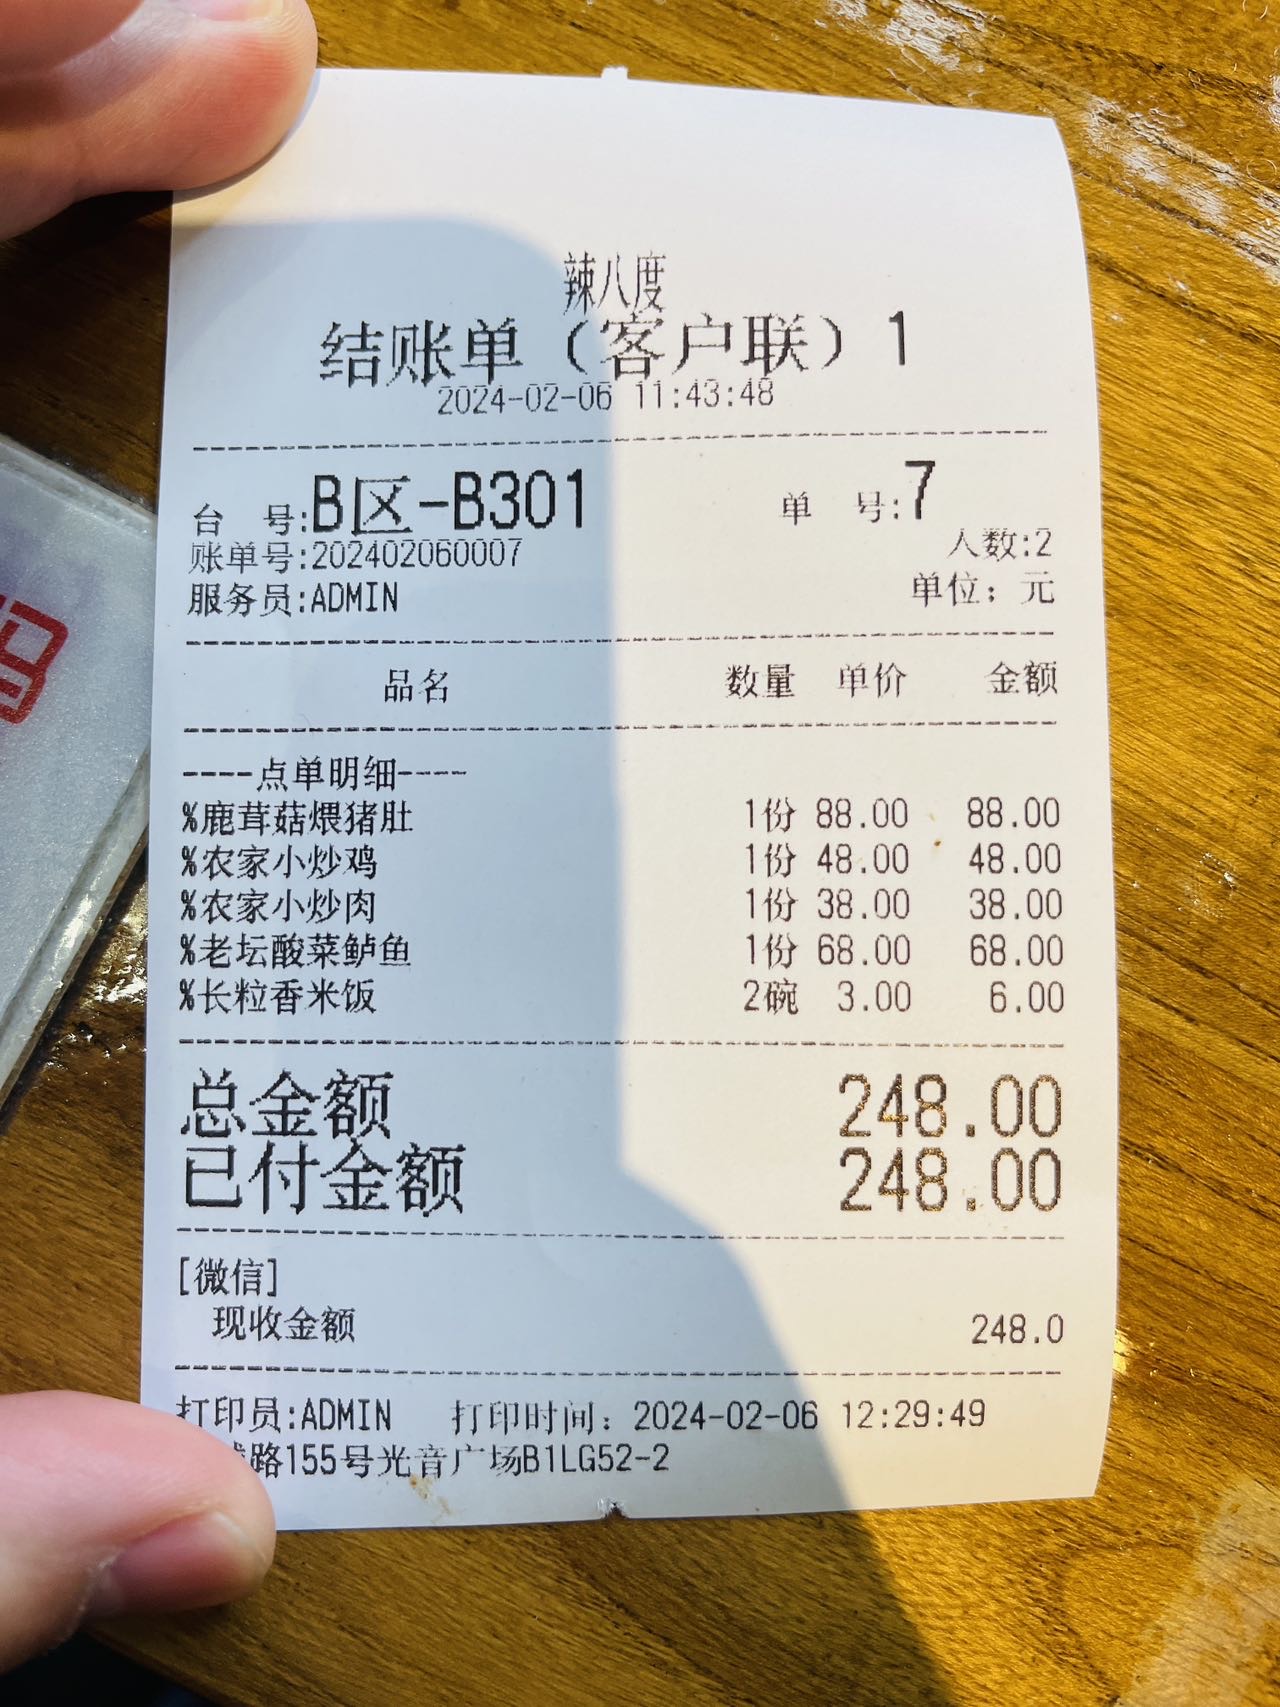 辣八度
结账单（客户联）1
2024-02-06 11:43:48
台 号:B区-B301 单 号:7
账单号:202402060007 人数:2
服务员:ADMIN 单位：元
品名 数量 单价 金额
----点单明细----
%鹿茸菇煨猪肚 1份 88.00 88.00
%农家小炒鸡 1份 48.00 48.00
%农家小炒肉 1份 38.00 38.00
%老坛酸菜鲈鱼 1份 68.00 68.00
%长粒香米饭 2碗 3.00 6.00
总金额 248.00
已付金额 248.00
[微信]
现收金额 248.0
打印员:ADMIN 打印时间：2024-02-06 12:29:49
路155号光音广场B1LG52-2